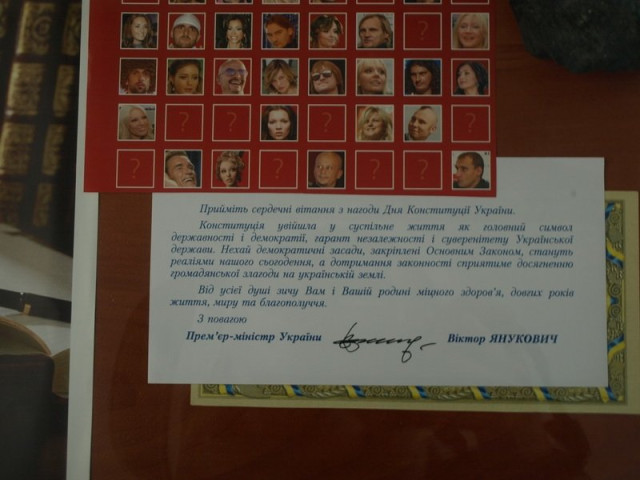 ? 
? ? ? ?
? ? ? ?
Прийміть сердечні вітання з нагоди Дня Конституції України.
Конституція увійшла у суспільне життя як головний символ
державності і демократії, гарант незалежності і суверенітету Української
держави. Нехай демократичні засади, закріплені Основним Законом, стануть
реаліями нашого сьогодення, а дотримання законності сприятиме досягненню
громадянської злагоди на українській землі.
Від усієї душі зичу Вам і Вашій родині міцного здоров'я, довгих років
життя, миру та благополуччя.
З повагою
Прем'єр-міністр України Віктор ЯНУКОВИЧ